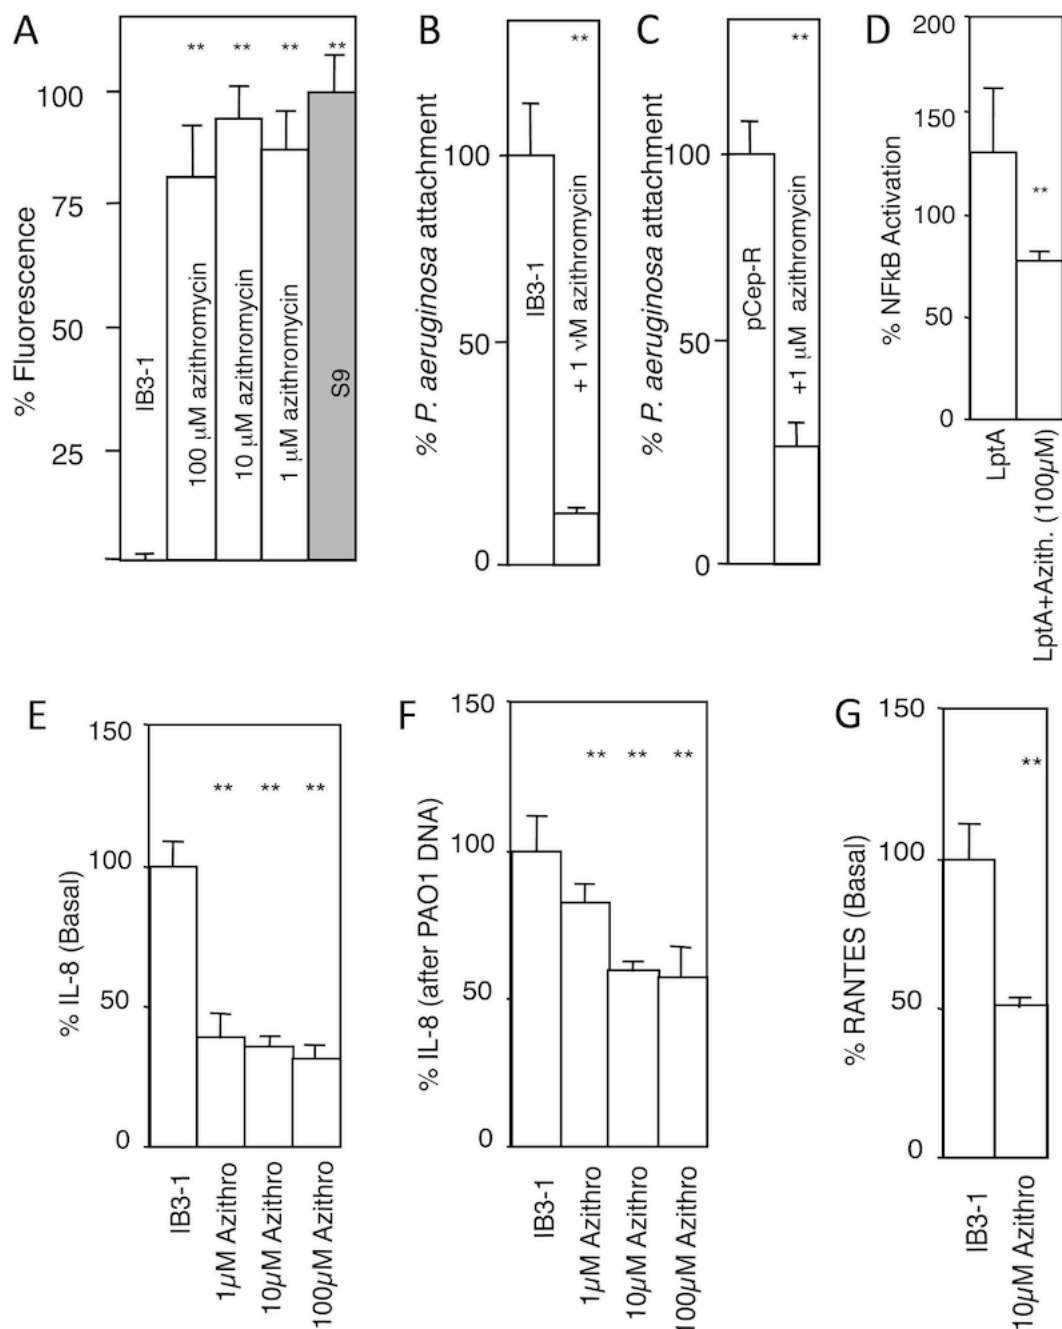 A
% Fluorescence
100
75
50
25
**
**
**
**
IB3-1
100 μM azithromycin
10 μM azithromycin
1 μM azithromycin
S9
B
% P. aeruginosa attachment
100
50
0
**
IB3-1
+ 1 νM azithromycin
C
% P. aeruginosa attachment
100
50
0
**
pCep-R
+1 μM azithromycin
D
% NFkB Activation
200
150
100
50
0
**
LptA
LptA+Azith. (100μM)
E
% IL-8 (Basal)
150
100
50
0
**
**
**
IB3-1
1μM Azithro
10μM Azithro
100μM Azithro
F
% IL-8 (after PAO1 DNA)
150
100
50
0
**
**
**
IB3-1
1μM Azithro
10μM Azithro
100μM Azithro
G
% RANTES (Basal)
150
100
50
0
**
IB3-1
10μM Azithro